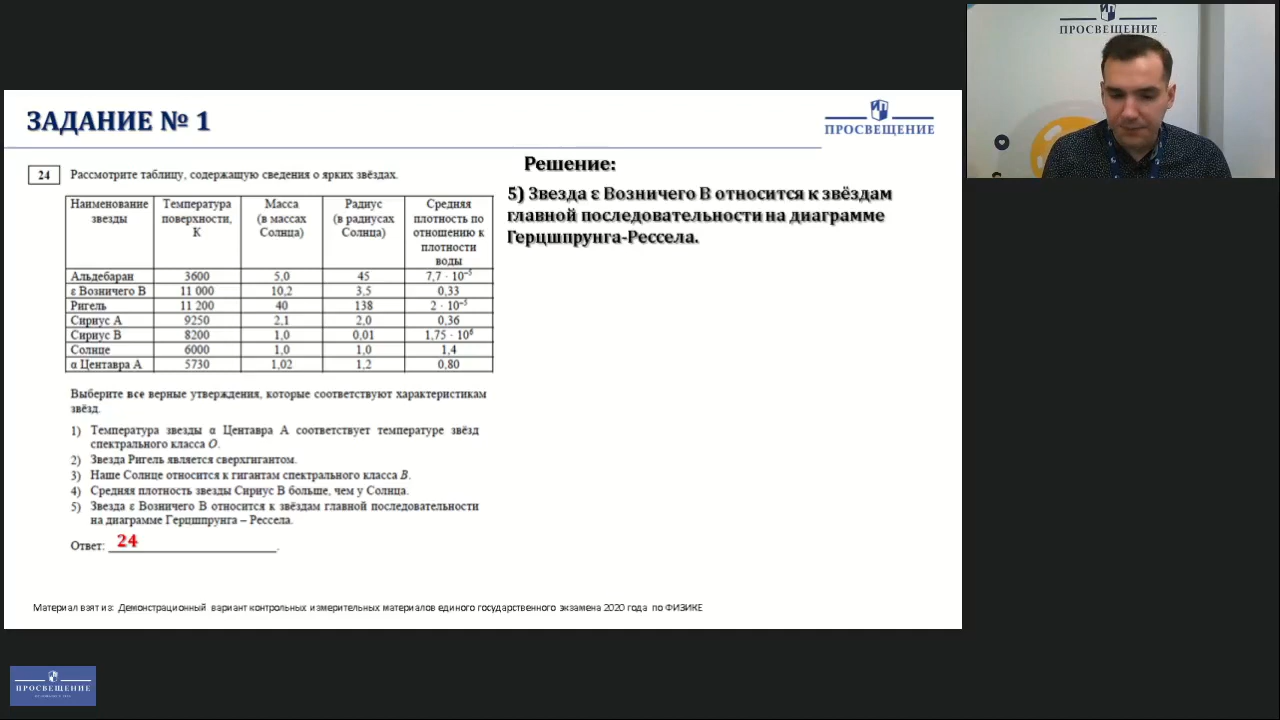 ПРОСВЕЩЕНИЕ
ЗАДАНИЕ № 1
ПРОСВЕЩЕНИЕ
24 Рассмотрите таблицу, содержащую сведения о ярких звёздах.
Наименование звезды Температура поверхности, К Масса (в массах Солнца) Радиус (в радиусах Солнца) Средняя плотность по отношению к плотности воды
Альдебаран 3600 5,0 45 7,7 · 10⁻⁵
ε Возничего В 11 000 10,2 3,5 0,33
Ригель 11 200 40 138 2 · 10⁻⁵
Сириус А 9250 2,1 2,0 0,36
Сириус В 8200 1,0 0,01 1,75 · 10⁶
Солнце 6000 1,0 1,0 1,4
α Центавра А 5730 1,02 1,2 0,80
Выберите все верные утверждения, которые соответствуют характеристикам
звёзд.
1) Температура звезды α Центавра А соответствует температуре звёзд
спектрального класса O.
2) Звезда Ригель является сверхгигантом.
3) Наше Солнце относится к гигантам спектрального класса B.
4) Средняя плотность звезды Сириус В больше, чем у Солнца.
5) Звезда ε Возничего В относится к звёздам главной последовательности
на диаграмме Герцшпрунга – Рессела.
Ответ: 24.
Решение:
5) Звезда ε Возничего В относится к звёздам
главной последовательности на диаграмме
Герцшпрунга-Рессела.
Материал взят из: Демонстрационный вариант контрольных измерительных материалов единого государственного экзамена 2020 года по ФИЗИКЕ
ПРОСВЕЩЕНИЕ